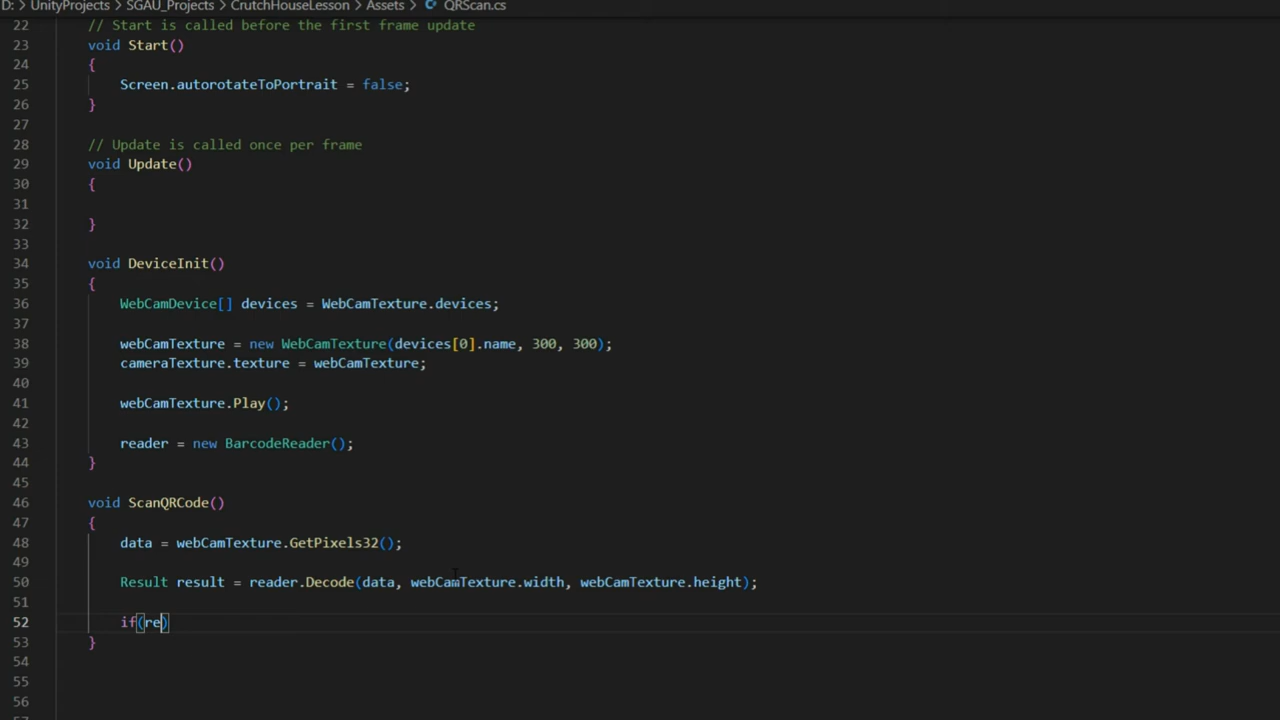 D: > UnityProjects > SGAU_Projects > CrutchHouseLesson > Assets > QRScan.cs
22 // Start is called before the first frame update
23 void Start()
24 {
25 Screen.autorotateToPortrait = false;
26 }
27
28 // Update is called once per frame
29 void Update()
30 {
31
32 }
33
34 void DeviceInit()
35 {
36 WebCamDevice[] devices = WebCamTexture.devices;
37
38 webCamTexture = new WebCamTexture(devices[0].name, 300, 300);
39 cameraTexture.texture = webCamTexture;
40
41 webCamTexture.Play();
42
43 reader = new BarcodeReader();
44 }
45
46 void ScanQRCode()
47 {
48 data = webCamTexture.GetPixels32();
49
50 Result result = reader.Decode(data, webCamTexture.width, webCamTexture.height);
51
52 if(re)
53 }
54
55
56
57